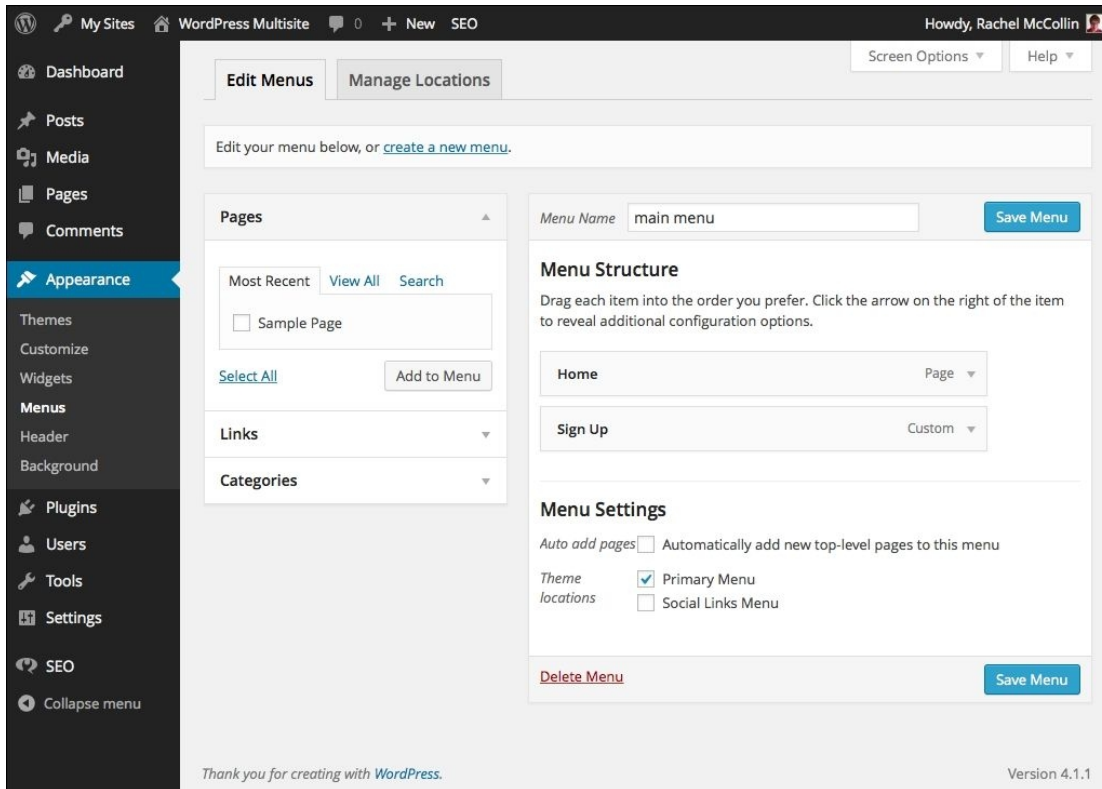 My Sites WordPress Multisite 0 + New SEO Howdy, Rachel McCollin
Screen Options Help
Dashboard
Posts
Media
Pages
Comments
Appearance
Themes
Customize
Widgets
Menus
Header
Background
Plugins
Users
Tools
Settings
SEO
Collapse menu
Edit Menus Manage Locations
Edit your menu below, or create a new menu.
Pages
Most Recent View All Search
Sample Page
Select All Add to Menu
Links
Categories
Menu Name main menu Save Menu
Menu Structure
Drag each item into the order you prefer. Click the arrow on the right of the item
to reveal additional configuration options.
Home Page
Sign Up Custom
Menu Settings
Auto add pages Automatically add new top-level pages to this menu
Theme Primary Menu
locations Social Links Menu
Delete Menu Save Menu
Thank you for creating with WordPress. Version 4.1.1